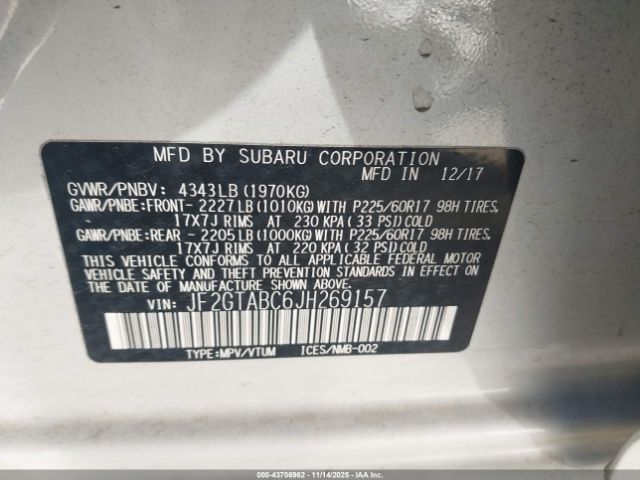 MFD BY SUBARU CORPORATION
MFD IN 12/17
GVWR/PNBV: 4343LB(1970KG)
GAWR/PNBE:FRONT- 2227LB(1010KG)WITH P225/60R17 98H TIRES,
17X7J RIMS AT 230 KPA(33 PSI)COLD
GAWR/PNBE:REAR - 2205LB(1000KG)WITH P225/60R17 98H TIRES,
17X7J RIMS AT 220 KPA(32 PSI)COLD
THIS VEHICLE CONFORMS TO ALL APPLICABLE FEDERAL MOTOR
VEHICLE SAFETY AND THEFT PREVENTION STANDARDS IN EFFECT ON
THE DATE OF MANUFACTURE SHOWN ABOVE.
VIN: JF2GTABC6JH269157
TYPE:MPV/VTUM ICES/NMB-002
000-43706962 - 11/14/2025 - IAAI.COM